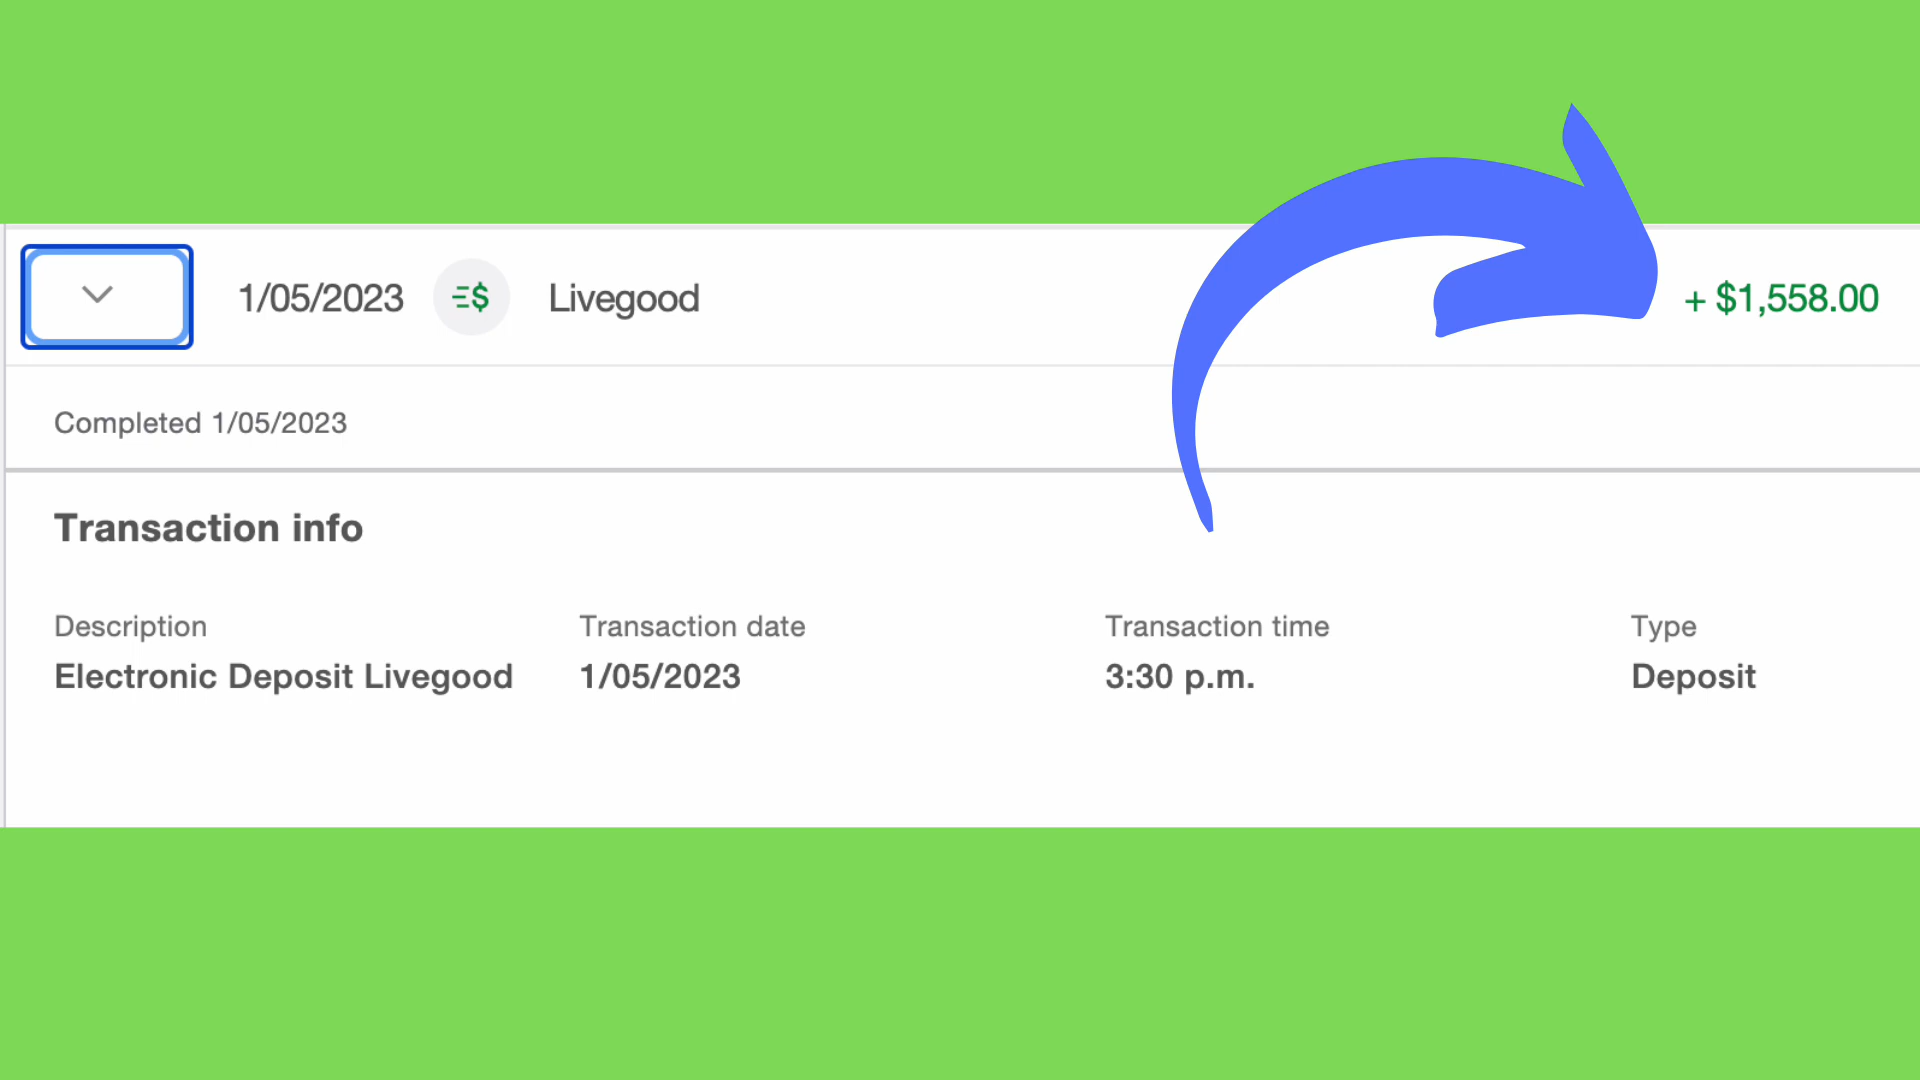 1/05/2023 $ Livegood + $1,558.00
Completed 1/05/2023
Transaction info
Description Transaction date Transaction time Type
Electronic Deposit Livegood 1/05/2023 3:30 p.m. Deposit